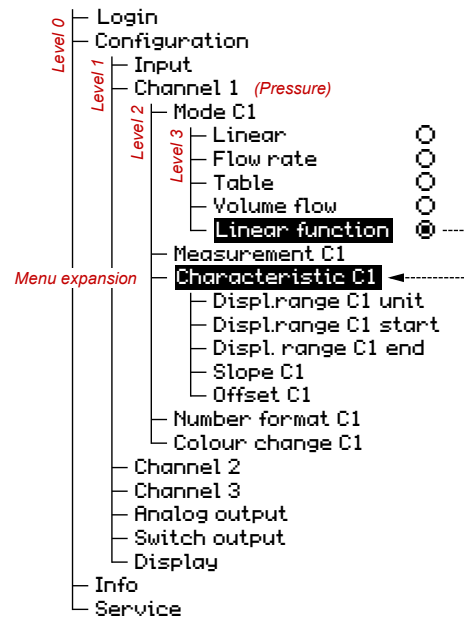 Level 0
Login
Configuration
Level 1
Input
Channel 1 (Pressure)
Level 2
Mode C1
Level 3
Linear
Flow rate
Table
Volume flow
Linear function
Measurement C1
Menu expansion Characteristic C1
Displ.range C1 unit
Displ.range C1 start
Displ. range C1 end
Slope C1
Offset C1
Number format C1
Colour change C1
Channel 2
Channel 3
Analog output
Switch output
Display
Info
Service